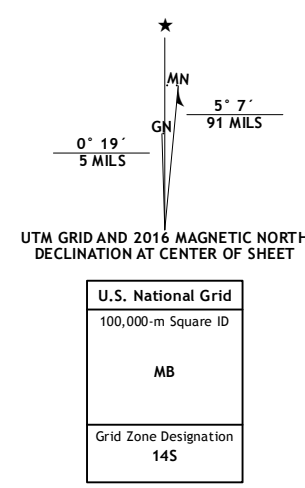 MN
GN
0° 19´
5 MILS
5° 7´
91 MILS
UTM GRID AND 2016 MAGNETIC NORTH
DECLINATION AT CENTER OF SHEET
U.S. National Grid
100,000-m Square ID
MB
Grid Zone Designation
14S